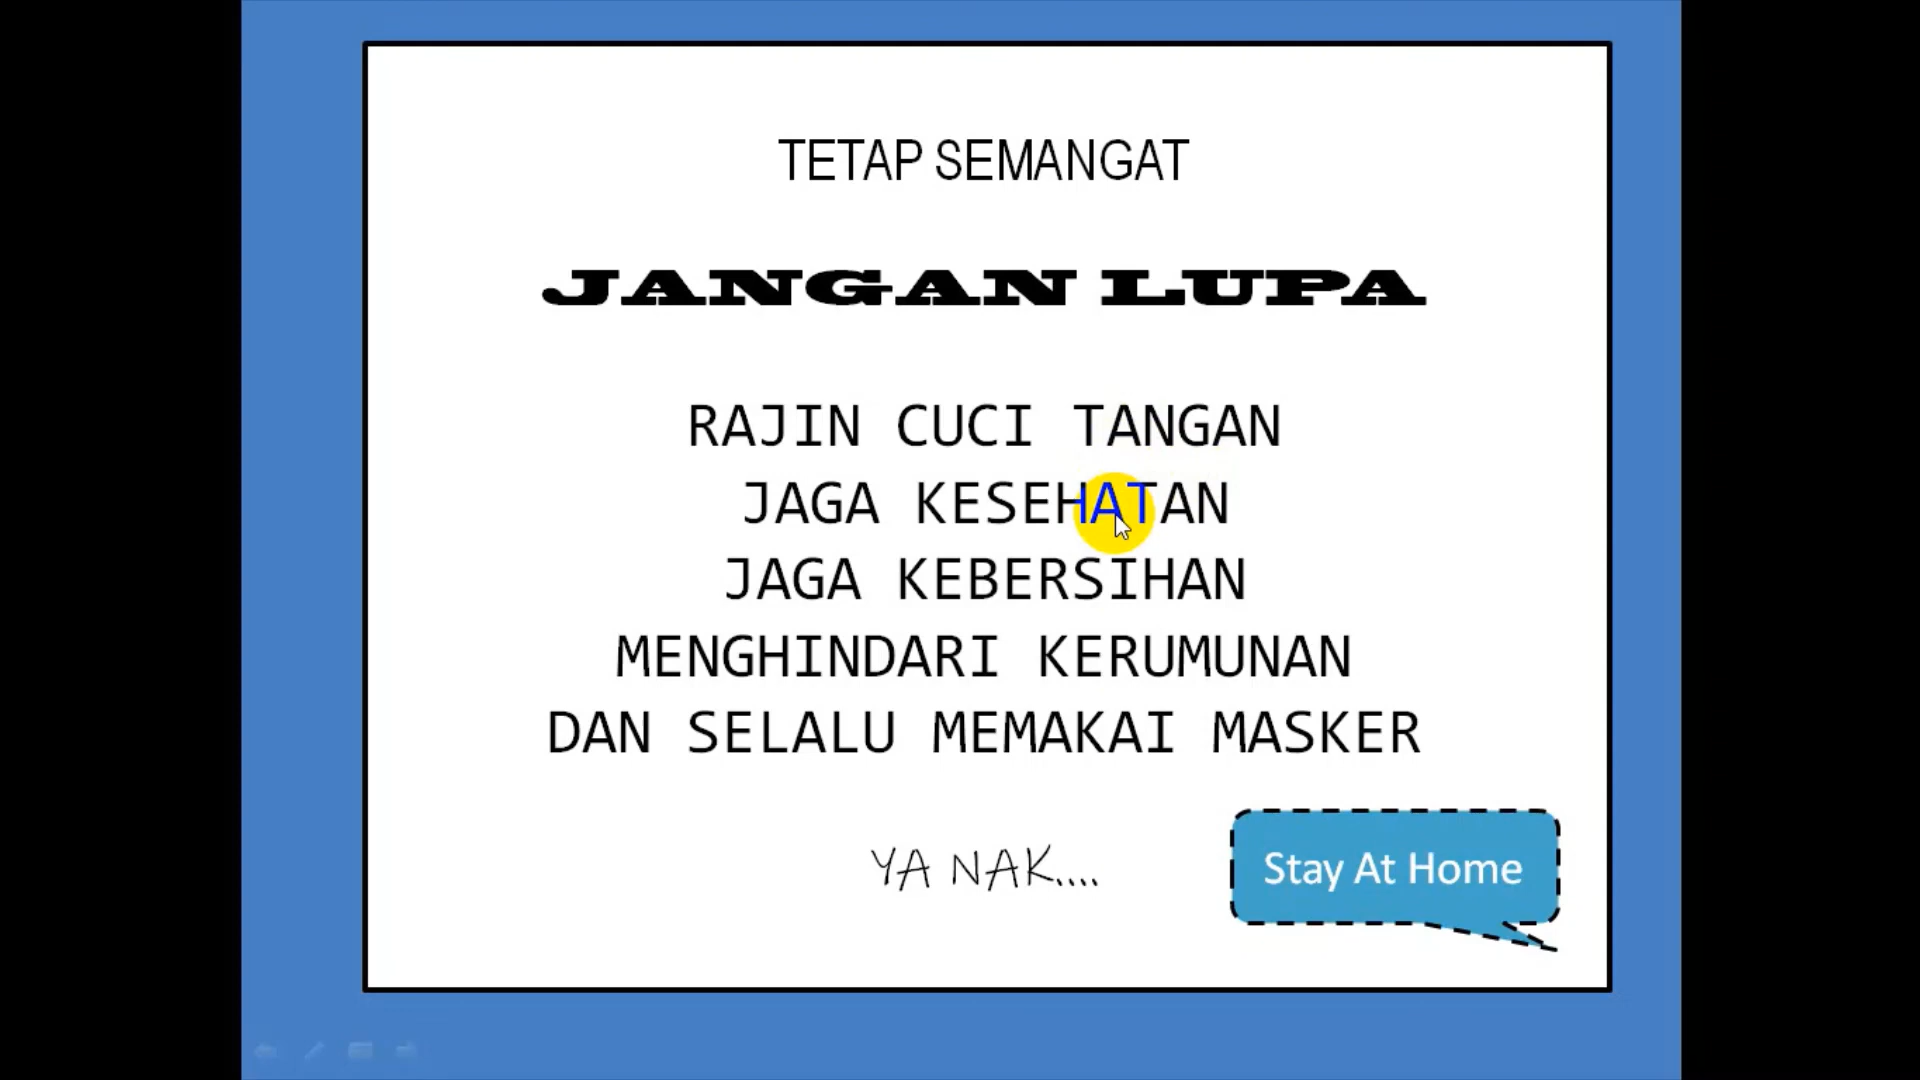 TETAP SEMANGAT
JANGAN LUPA
RAJIN CUCI TANGAN
JAGA KESEHATAN
JAGA KEBERSIHAN
MENGHINDARI KERUMUNAN
DAN SELALU MEMAKAI MASKER
YA NAK....
Stay At Home